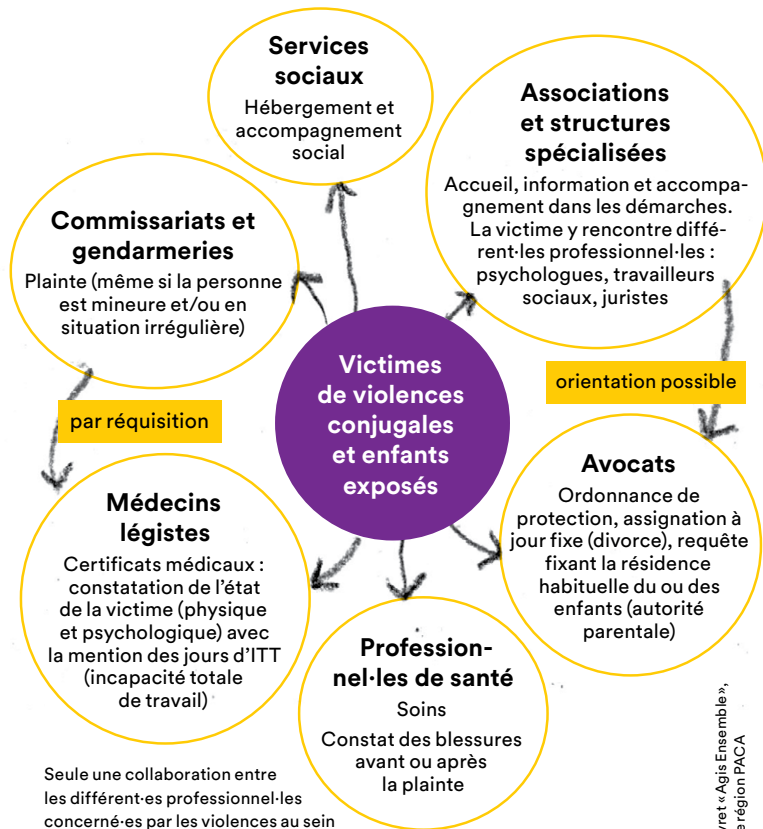 Services
sociaux
Hébergement et
accompagnement
social
Associations
et structures
spécialisées
Accueil, information et accompa-
gnement dans les démarches.
La victime y rencontre diffé-
rent·les professionnel·les :
psychologues, travailleurs
sociaux, juristes
Commissariats et
gendarmeries
Plainte (même si la personne
est mineure et/ou en
situation irrégulière)
Victimes
de violences
conjugales
et enfants
exposés
orientation possible
par réquisition
Avocats
Ordonnance de
protection, assignation à
jour fixe (divorce), requête
fixant la résidence
habituelle du ou des
enfants (autorité
parentale)
Médecins
légistes
Certificats médicaux :
constatation de l'état
de la victime (physique
et psychologique) avec
la mention des jours d'ITT
(incapacité totale
de travail)
Profession-
nel·les de santé
Soins
Constat des blessures
avant ou après
la plainte
Seule une collaboration entre
les différent·es professionnel·les
concerné·es par les violences au sein
« Agis Ensemble »,
région PACA